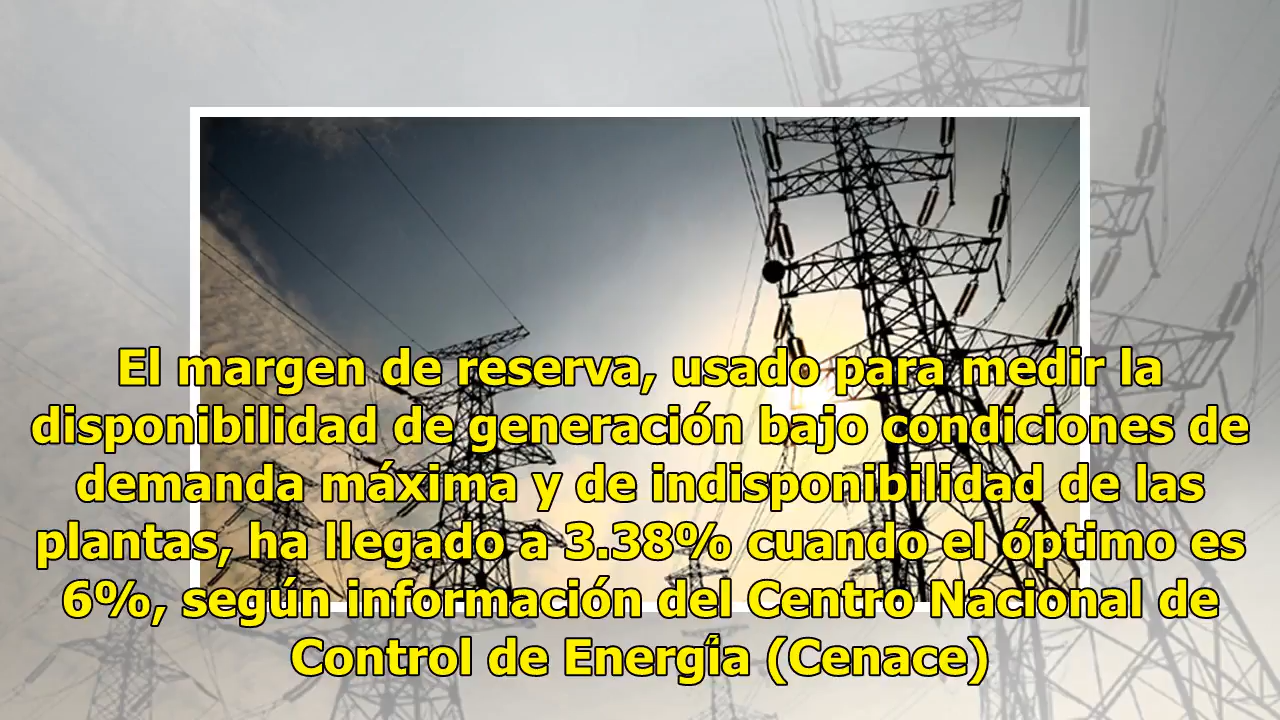 El margen de reserva, usado para medir la
disponibilidad de generación bajo condiciones de
demanda máxima y de indisponibilidad de las
plantas, ha llegado a 3.38% cuando el óptimo es
6%, según información del Centro Nacional de
Control de Energía (Cenace)